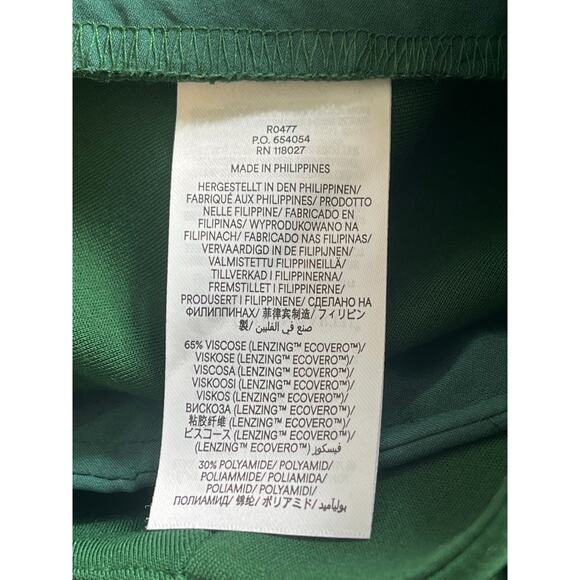 R0477
P.O. 654054
RN 118027
MADE IN PHILIPPINES
HERGESTELLT IN DEN PHILIPPINEN/
FABRIQUÉ AUX PHILIPPINES/ PRODOTTO
NELLE FILIPPINE/ FABRICADO EN
FILIPINAS/ WYPRODUKOWANO NA
FILIPINACH/ FABRICADO NAS FILIPINAS/
VERVAARDIGD IN DE FILIPIJNEN/
VALMISTETTU FILIPPIINEILLÄ/
TILLVERKAD I FILIPPINERNA/
FREMSTILLET I FILIPPINERNE/
PRODUSERT I FILIPPINENE/ СДЕЛАНО НА
ФИЛИППИНАХ/ 菲律宾制造/ フィリピン
製/ صنع في الفلبين
65% VISCOSE (LENZING™ ECOVERO™)/
VISKOSE (LENZING™ ECOVERO™)/
VISCOSA (LENZING™ ECOVERO™)/
VISKOOSI (LENZING™ ECOVERO™)/
VISKOS (LENZING™ ECOVERO™)/
ВИСКОЗА (LENZING™ ECOVERO™)
/粘胶纤维 (LENZING™ ECOVERO™)/
ビスコース (LENZING™ ECOVERO™)/
فيسكوز (LENZING™ ECOVERO™)
30% POLYAMIDE/ POLYAMID/
POLIAMMIDE/ POLIAMIDA/
POLIAMID/ POLYAMIDI/
ПОЛИАМИД/ 锦纶/ ポリアミド/ بولياميد